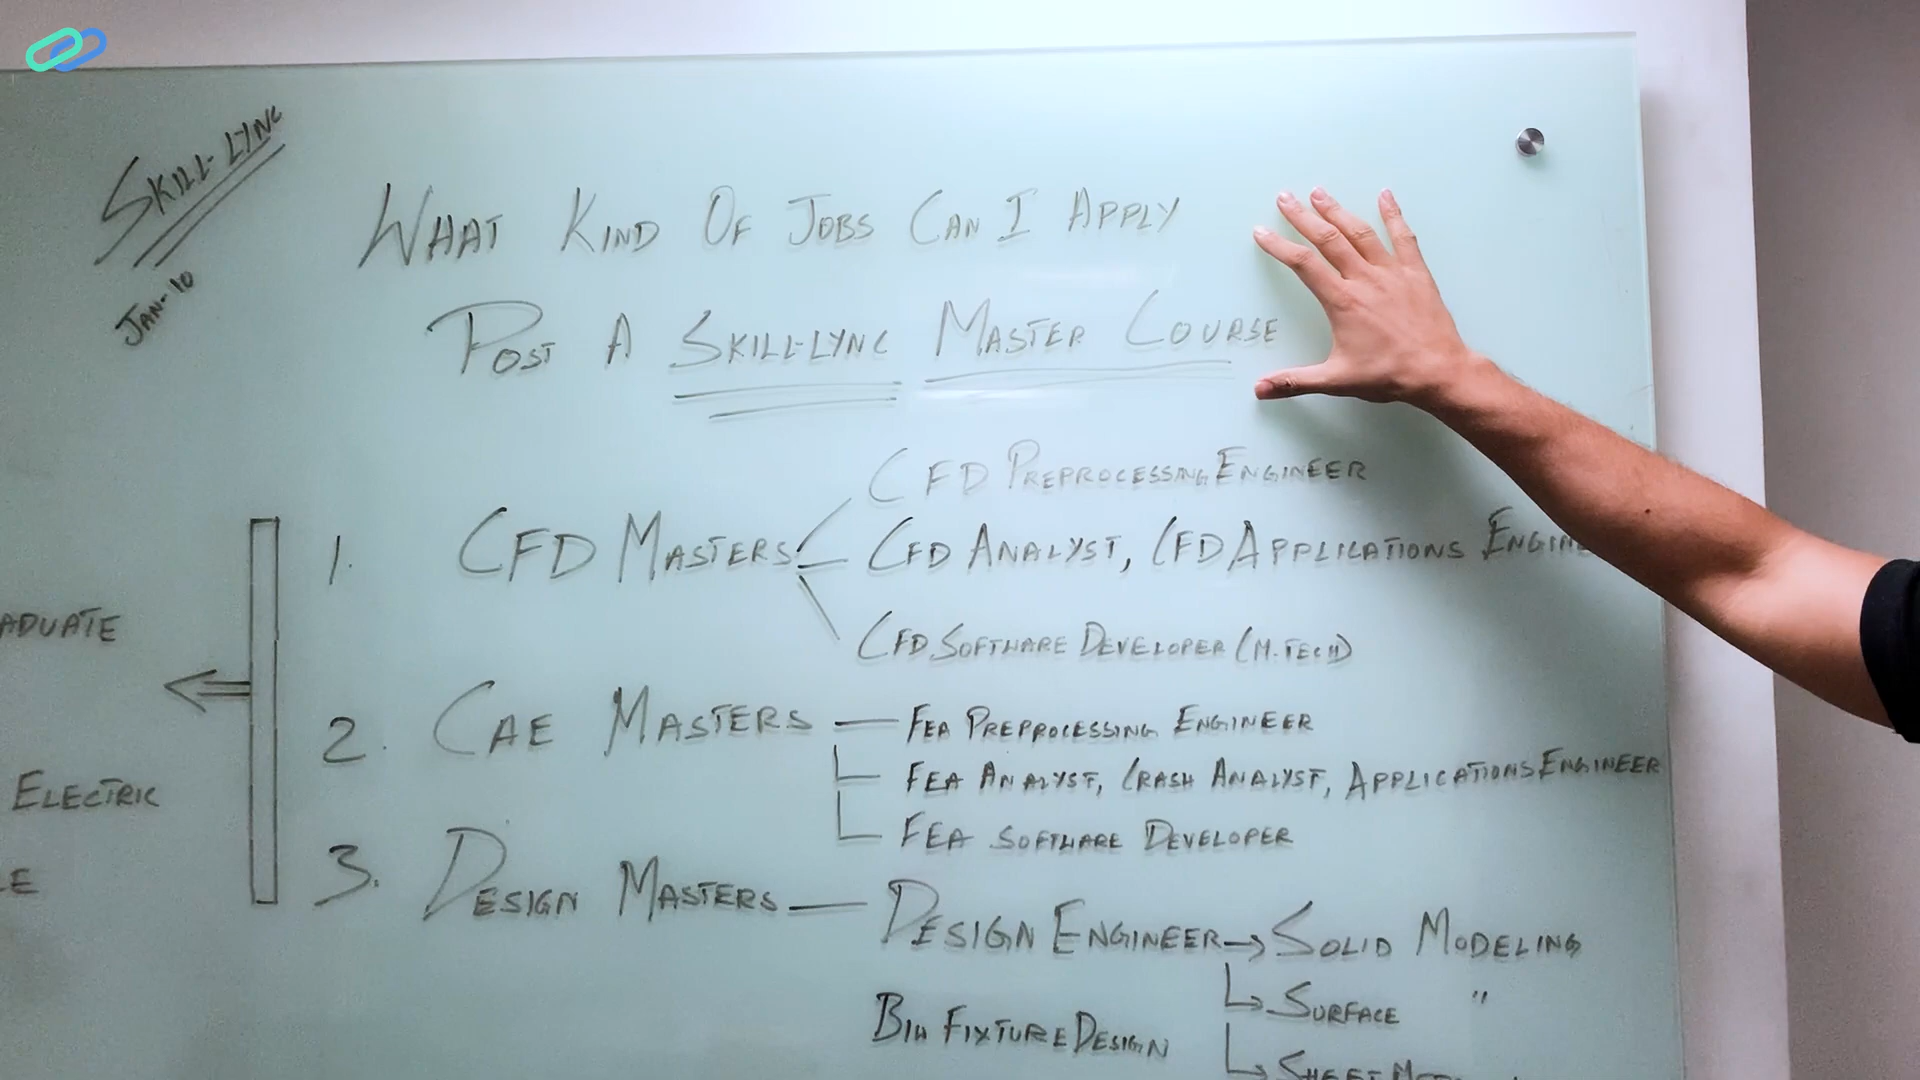 SKILL-LYNC
JAN-10
WHAT KIND OF JOBS CAN I APPLY
POST A SKILL-LYNC MASTER COURSE
CFD PREPROCESSING ENGINEER
1. CFD MASTERS
CFD ANALYST, CFD APPLICATIONS ENGINE
CFD SOFTWARE DEVELOPER (M.TECH)
ADUATE
2. CAE MASTERS
FEA PREPROCESSING ENGINEER
FEA ANALYST, CRASH ANALYST, APPLICATIONS ENGINEER
ELECTRIC
FEA SOFTWARE DEVELOPER
LE
3. DESIGN MASTERS
DESIGN ENGINEER → SOLID MODELING
SURFACE "
BIW FIXTURE DESIGN